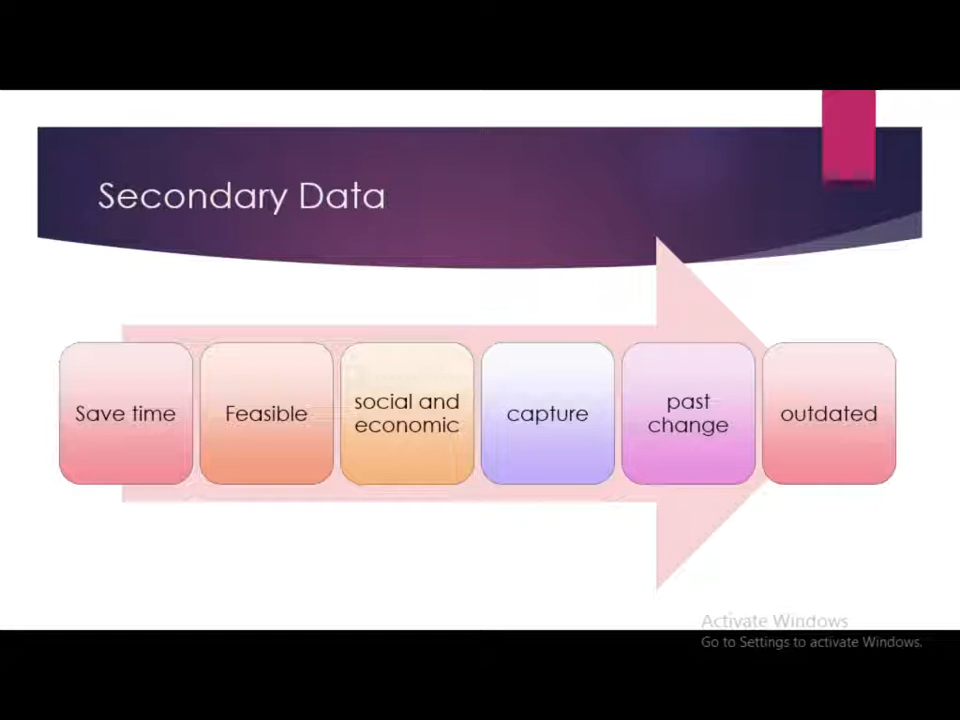 Secondary Data
Save time
Feasible
social and
economic
capture
past
change
outdated
Activate Windows
Go to Settings to activate Windows.